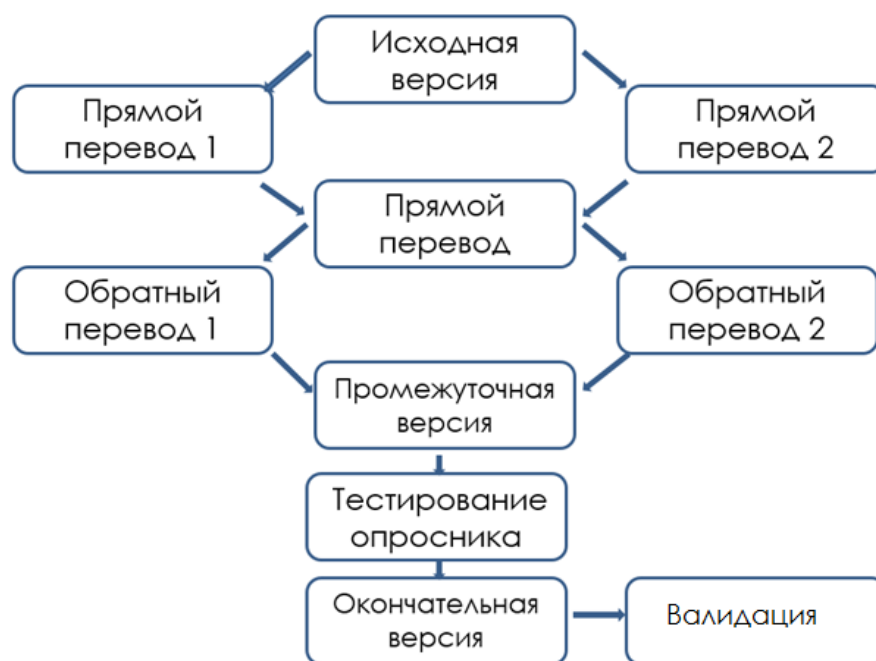 Исходная
версия
Прямой
перевод 1
Прямой
перевод 2
Прямой
перевод
Обратный
перевод 1
Обратный
перевод 2
Промежуточная
версия
Тестирование
опросника
Окончательная
версия
Валидация